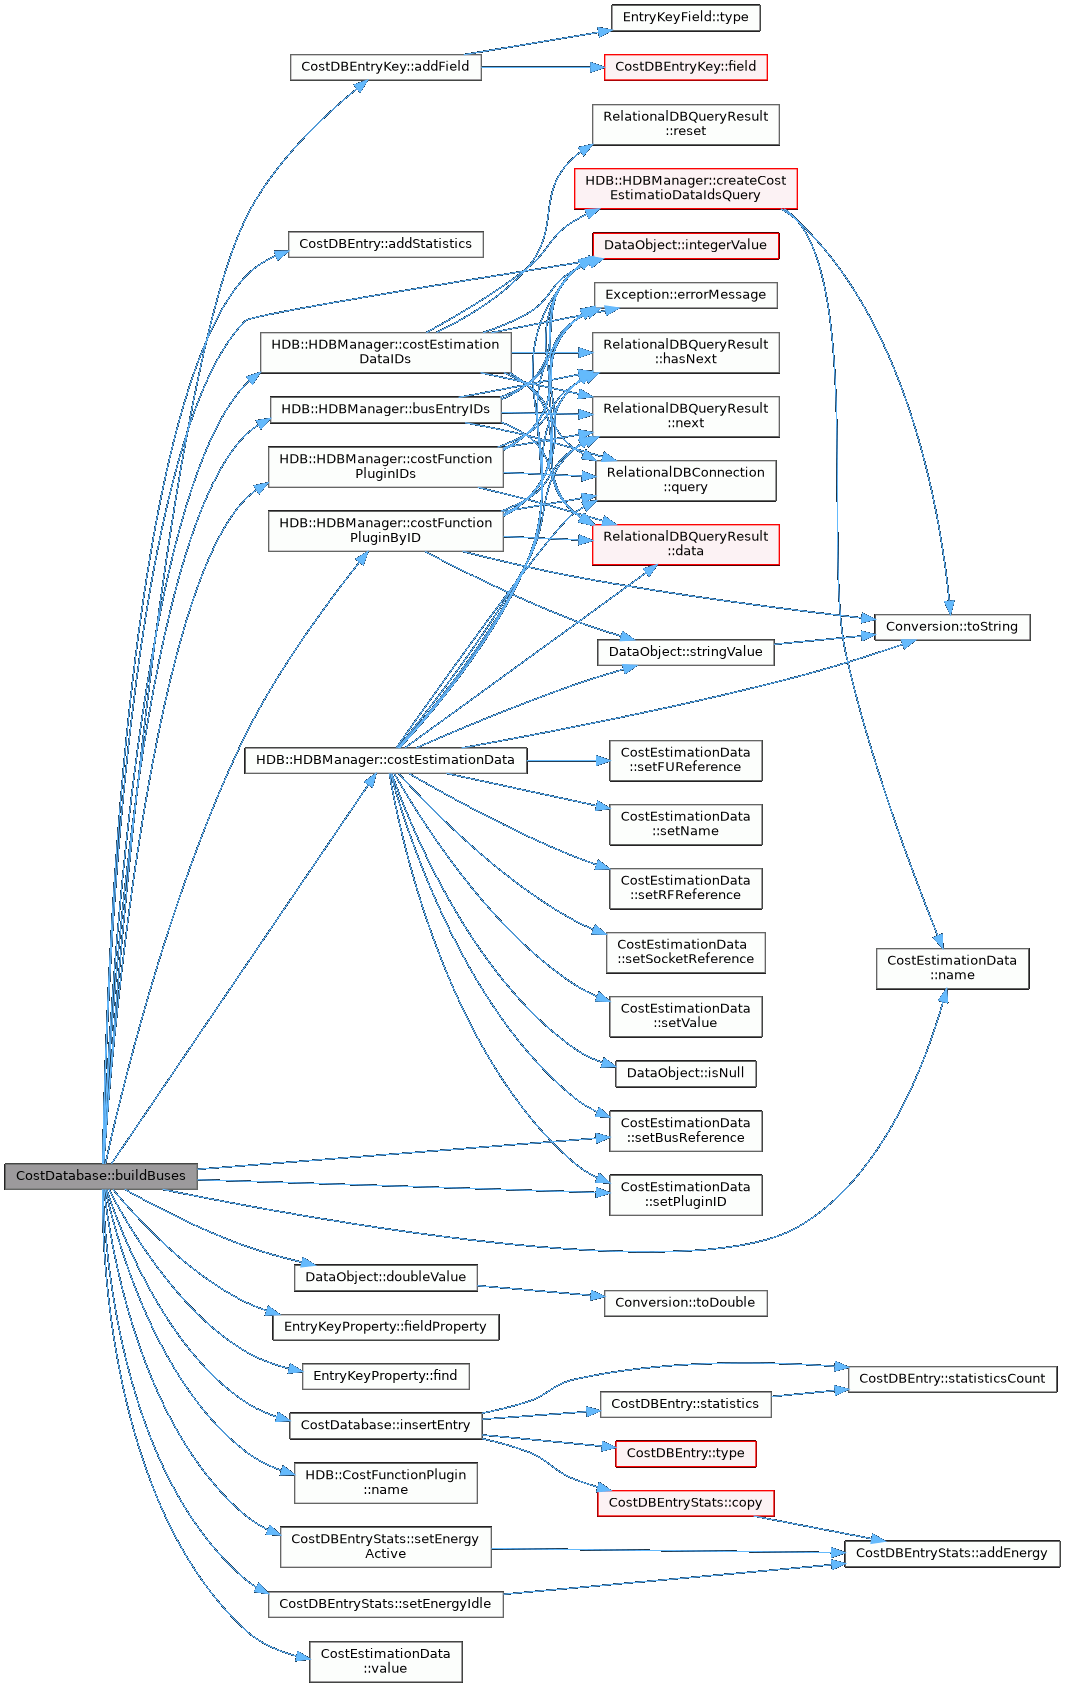 EntryKeyField::type
CostDBEntryKey::addField
CostDBEntryKey::field
RelationalDBQueryResult
::reset
HDB::HDBManager::createCost
EstimatioDataIdsQuery
CostDBEntry::addStatistics
DataObject::integerValue
Exception::errorMessage
HDB::HDBManager::costEstimation
DataIDs
RelationalDBQueryResult
::hasNext
HDB::HDBManager::busEntryIDs
RelationalDBQueryResult
::next
HDB::HDBManager::costFunction
PluginIDs
RelationalDBConnection
::query
HDB::HDBManager::costFunction
PluginByID
RelationalDBQueryResult
::data
Conversion::toString
DataObject::stringValue
HDB::HDBManager::costEstimationData
CostEstimationData
::setFUReference
CostEstimationData
::setName
CostEstimationData
::setRFReference
CostEstimationData
::setSocketReference
CostEstimationData
::name
CostEstimationData
::setValue
DataObject::isNull
CostEstimationData
::setBusReference
CostDatabase::buildBuses
CostEstimationData
::setPluginID
DataObject::doubleValue
Conversion::toDouble
EntryKeyProperty::fieldProperty
EntryKeyProperty::find
CostDBEntry::statisticsCount
CostDBEntry::statistics
CostDatabase::insertEntry
CostDBEntry::type
HDB::CostFunctionPlugin
::name
CostDBEntryStats::copy
CostDBEntryStats::setEnergy
Active
CostDBEntryStats::addEnergy
CostDBEntryStats::setEnergyIdle
CostEstimationData
::value